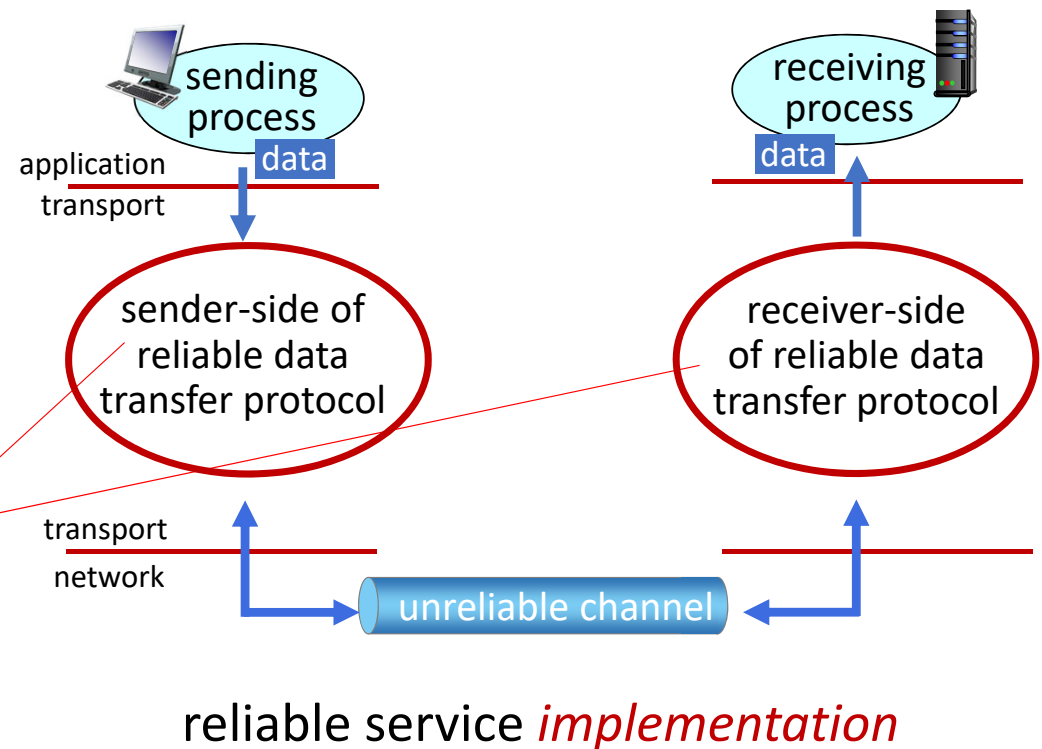 sending
process
data
application
transport
receiving
process
data
sender-side of
reliable data
transfer protocol
receiver-side
of reliable data
transfer protocol
transport
network
unreliable channel
reliable service implementation